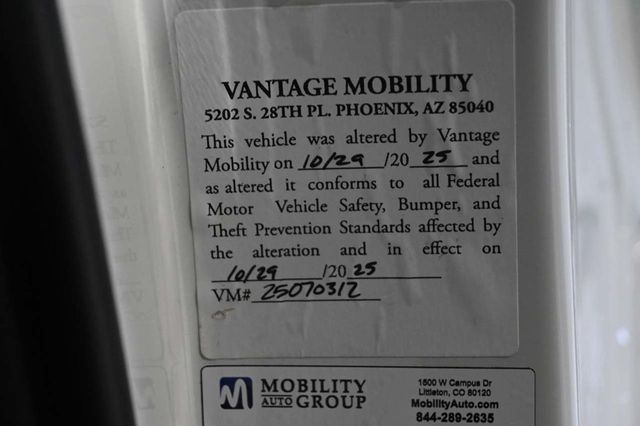 VANTAGE MOBILITY
5202 S. 28TH PL. PHOENIX, AZ 85040
This vehicle was altered by Vantage
Mobility on 10/29 /20 25 and
as altered it conforms to all Federal
Motor Vehicle Safety, Bumper, and
Theft Prevention Standards affected by
the alteration and in effect on
10/29 /20 25
VM# 25070312
MOBILITY
AUTO GROUP
1600 W Campus Dr
Littleton, CO 80120
MobilityAuto.com
844-289-2635